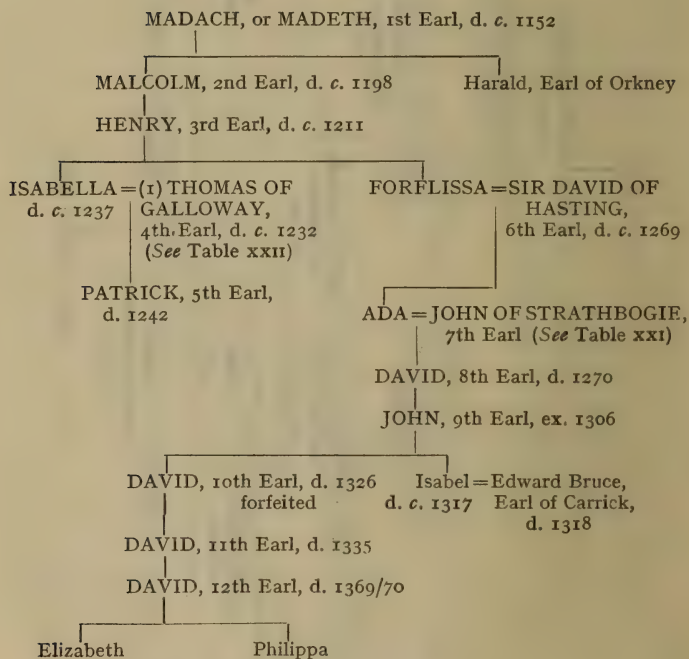 MADACH, or MADETH, 1st Earl, d. c. 1152
MALCOLM, 2nd Earl, d. c. 1198
Harald, Earl of Orkney
HENRY, 3rd Earl, d. c. 1211
ISABELLA=(1) THOMAS OF
d. c. 1237
GALLOWAY,
4th Earl, d. c. 1232
(See Table XXII)
FORFLISSA=SIR DAVID OF
HASTING,
6th Earl, d. c. 1269
PATRICK, 5th Earl,
d. 1242
ADA=JOHN OF STRATHBOGIE,
7th Earl (See Table XXI)
DAVID, 8th Earl, d. 1270
JOHN, 9th Earl, ex. 1306
DAVID, 10th Earl, d. 1326
forfeited
Isabel=Edward Bruce,
d. c. 1317
Earl of Carrick,
d. 1318
DAVID, 11th Earl, d. 1335
DAVID, 12th Earl, d. 1369/70
Elizabeth
Philippa